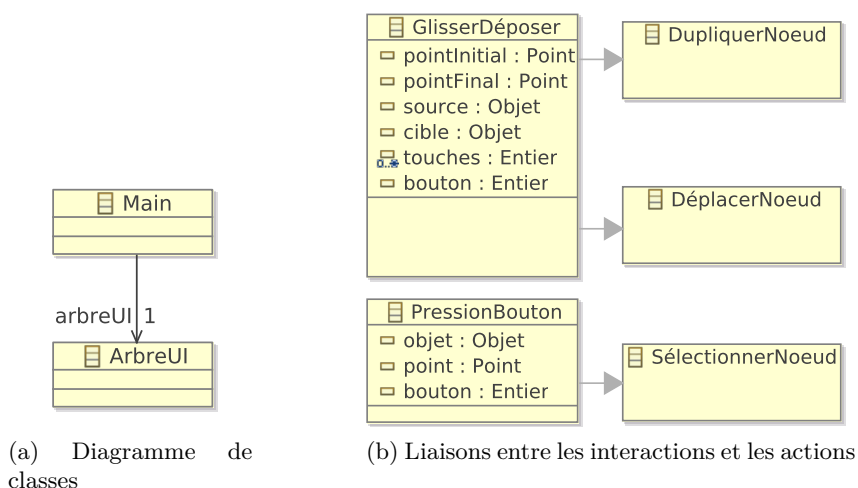 Main
arbreUI 1
ArbreUI
(a) Diagramme de
classes
GlisserDéposer
pointInitial : Point
pointFinal : Point
source : Objet
cible : Objet
0..* touches : Entier
bouton : Entier
PressionBouton
objet : Objet
point : Point
bouton : Entier
DupliquerNoeud
DéplacerNoeud
SélectionnerNoeud
(b) Liaisons entre les interactions et les actions